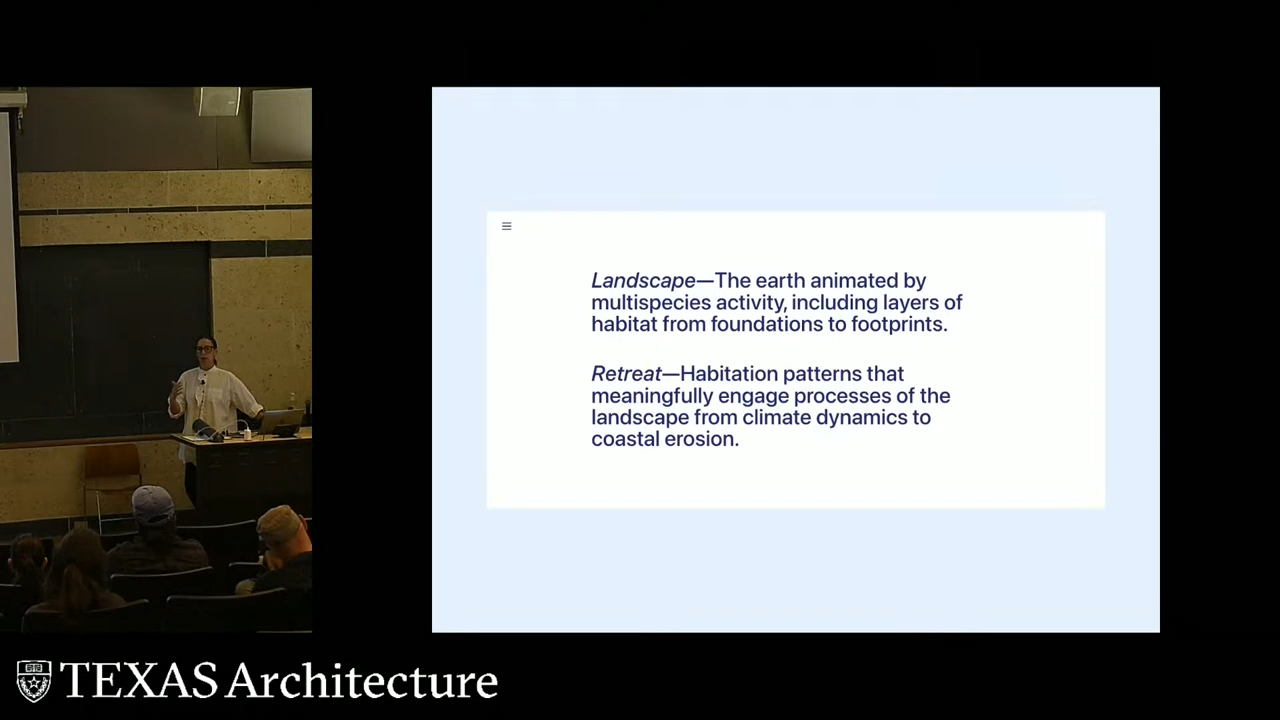 Landscape—The earth animated by
multispecies activity, including layers of
habitat from foundations to footprints.
Retreat—Habitation patterns that
meaningfully engage processes of the
landscape from climate dynamics to
coastal erosion.
TEXAS Architecture